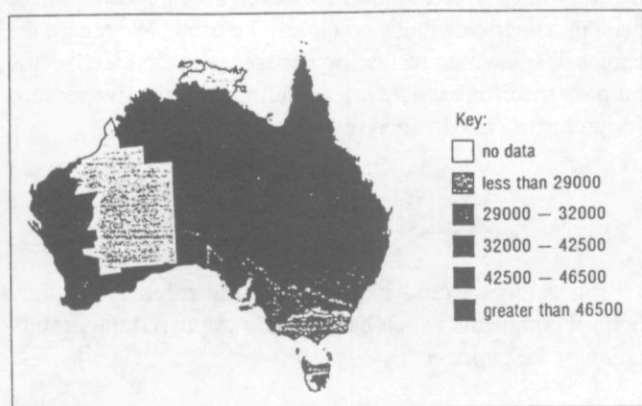 Key:
no data
less than 29000
29000 — 32000
32000 — 42500
42500 — 46500
greater than 46500